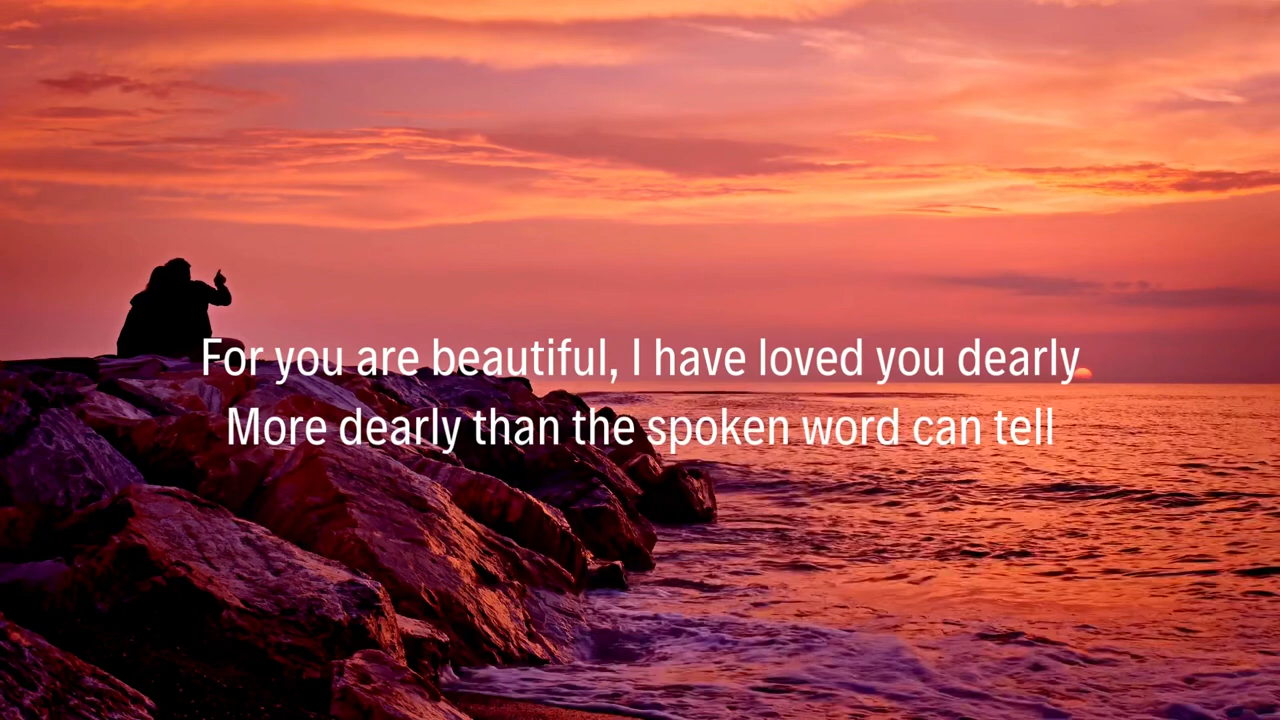 For you are beautiful, I have loved you dearly
More dearly than the spoken word can tell